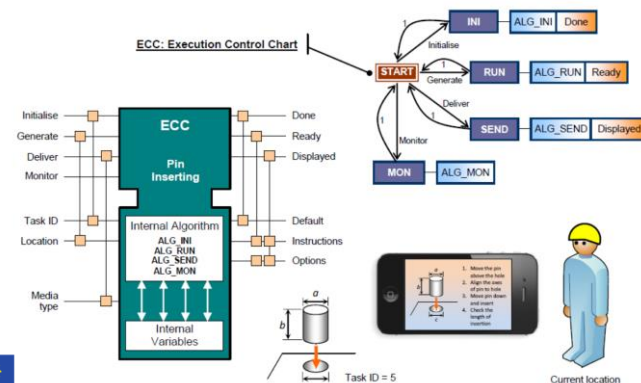 ECC: Execution Control Chart
1
INI
ALG_INI
Done
Initialise
START
1
Generate
RUN
ALG_RUN
Ready
Deliver
1
SEND
ALG_SEND
Displayed
1
Monitor
MON
ALG_MON
Initialise
Generate
Deliver
Monitor
Task ID
Location
Media
type
ECC
Pin
Inserting
Internal Algorithm
ALG_INI
ALG_RUN
ALG_SEND
ALG_MON
Internal
Variables
Done
Ready
Displayed
Default
Instructions
Options
a
b
c
Task ID = 5
a
b
c
1. Move the pin
above the hole
2. Align the axes
of pin to hole
3. Move pin down
and insert
4. Check the
length of
insertion
Current location